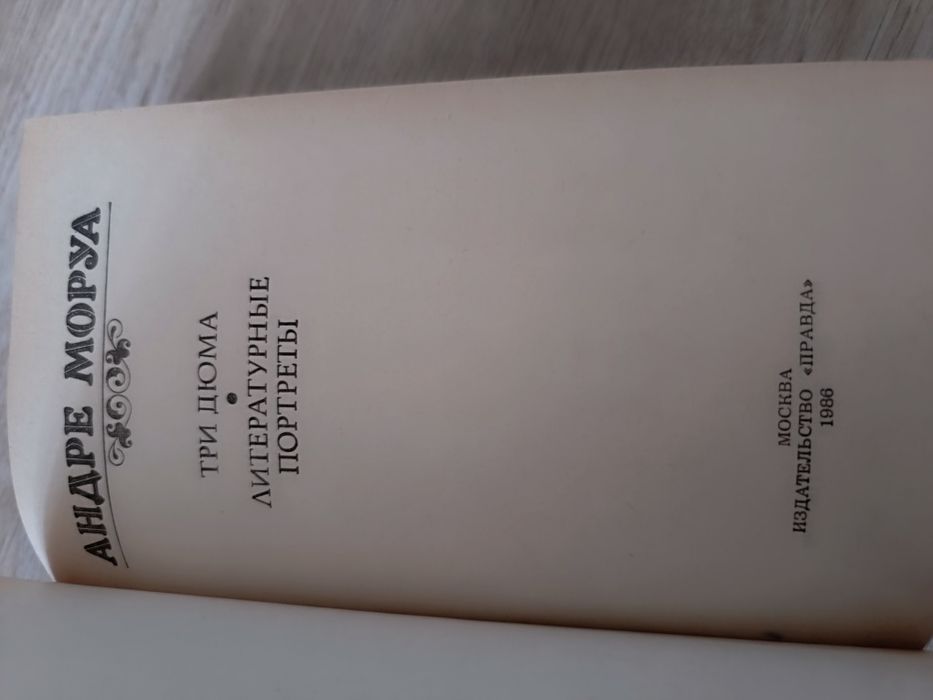 АНДРЕ МОРУА
ТРИ ДЮМА
•
ЛИТЕРАТУРНЫЕ
ПОРТРЕТЫ
МОСКВА
ИЗДАТЕЛЬСТВО «ПРАВДА»
1986